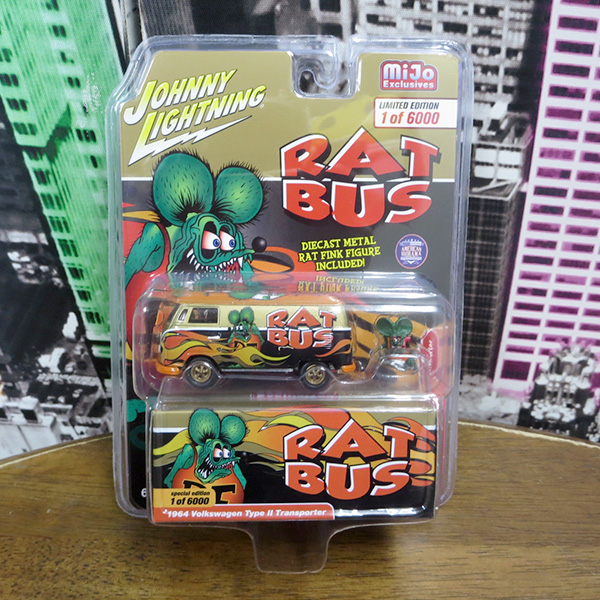 JOHNNY
LIGHTNING
MiJo
Exclusives
LIMITED EDITION
1 of 6000
RAT
BUS
DIECAST METAL
RAT FINK FIGURE
INCLUDED!
RAT
BUS
RAT
BUS
special edition
1 of 6000
1964 Volkswagen Type II Transporter